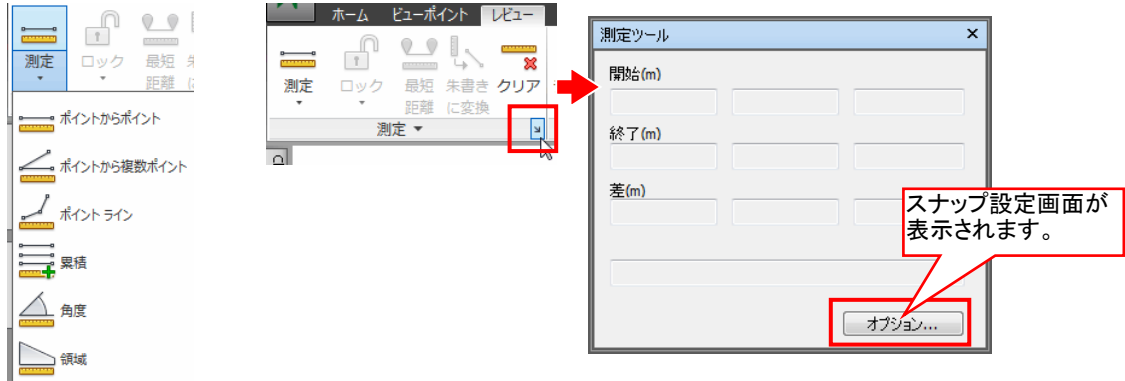 測定
ロック
最短
距離
ポイントからポイント
ポイントから複数ポイント
ポイント ライン
累積
角度
領域
ホーム ビューポイント レビュー
測定 ロック 最短 朱書き クリア
距離 に変換
測定
測定ツール
開始(m)
終了(m)
差(m)
スナップ設定画面が
表示されます。
オプション...